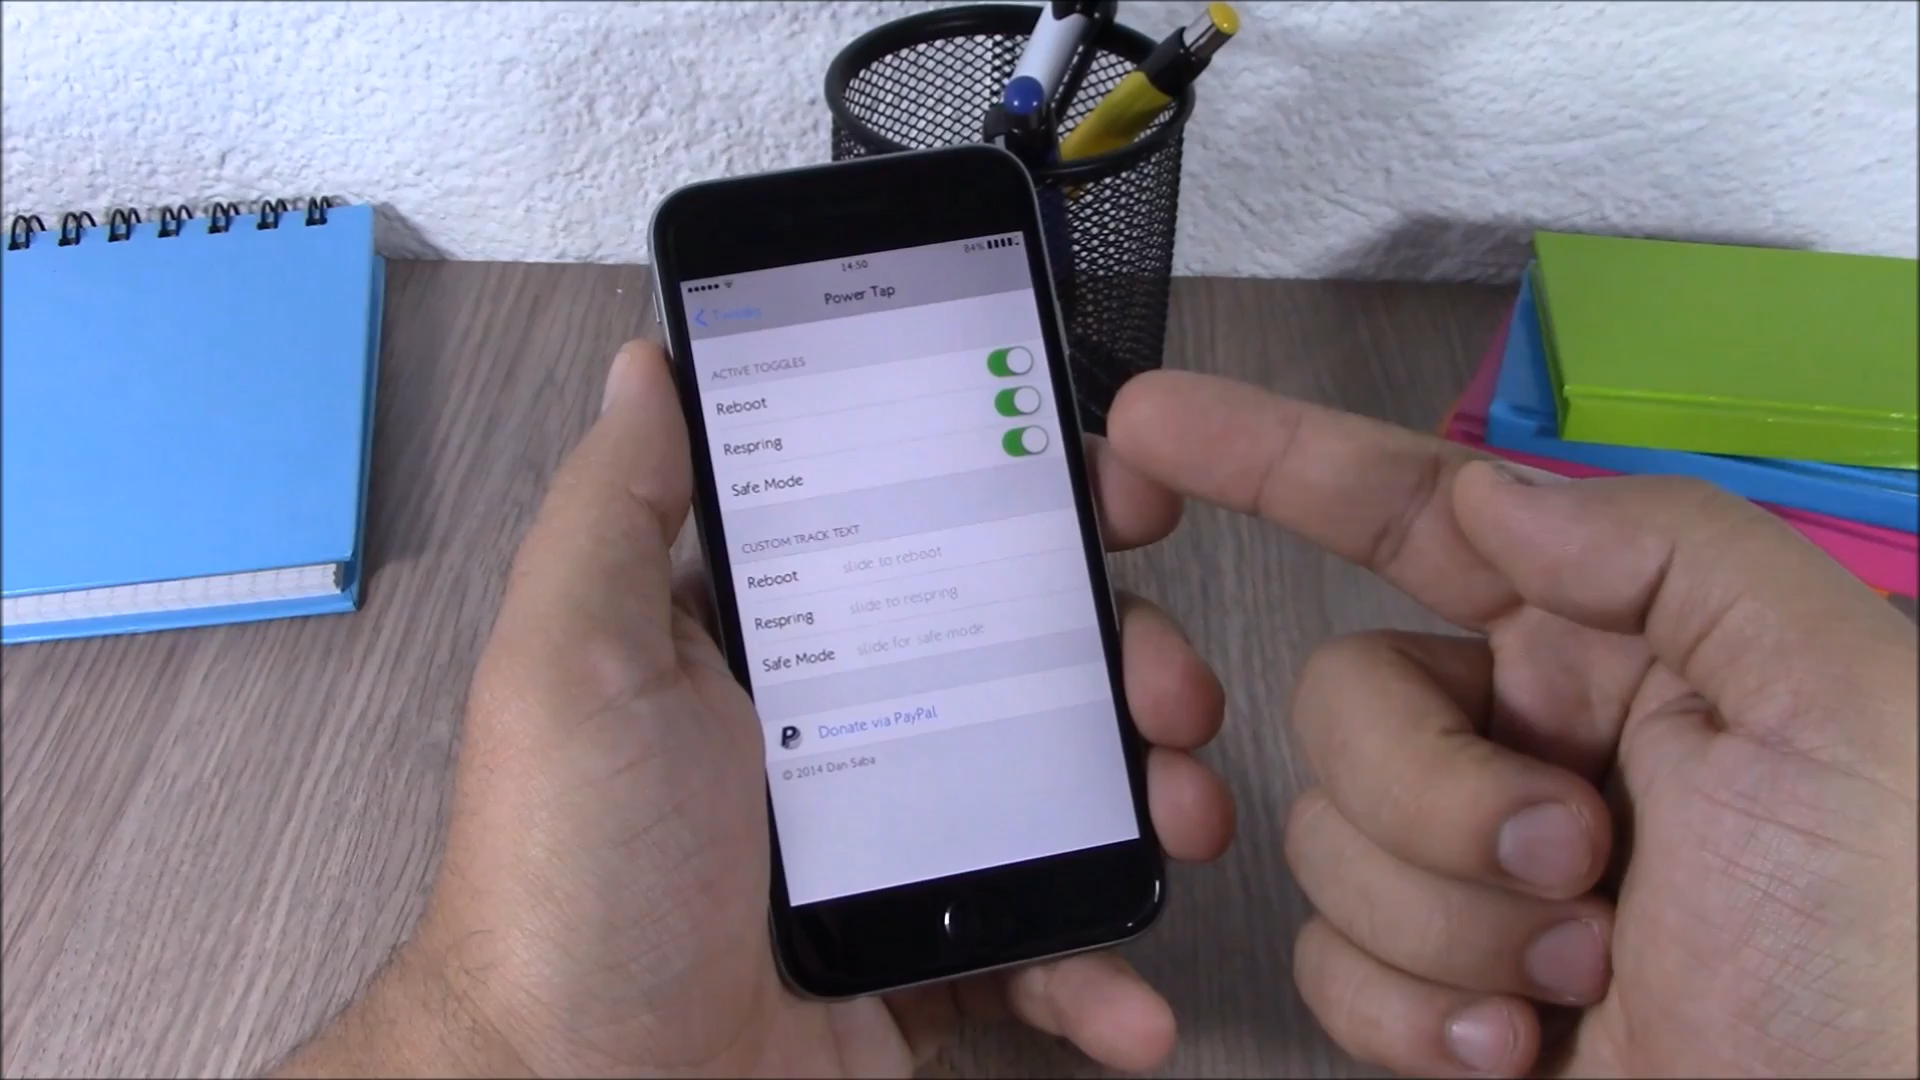 84%
14:50
Tweaks
Power Tap
ACTIVE TOGGLES
Reboot
Respring
Safe Mode
CUSTOM TRACK TEXT
Reboot slide to reboot
Respring slide to respring
Safe Mode slide for safe mode
P Donate via PayPal
© 2014 Dan Saba